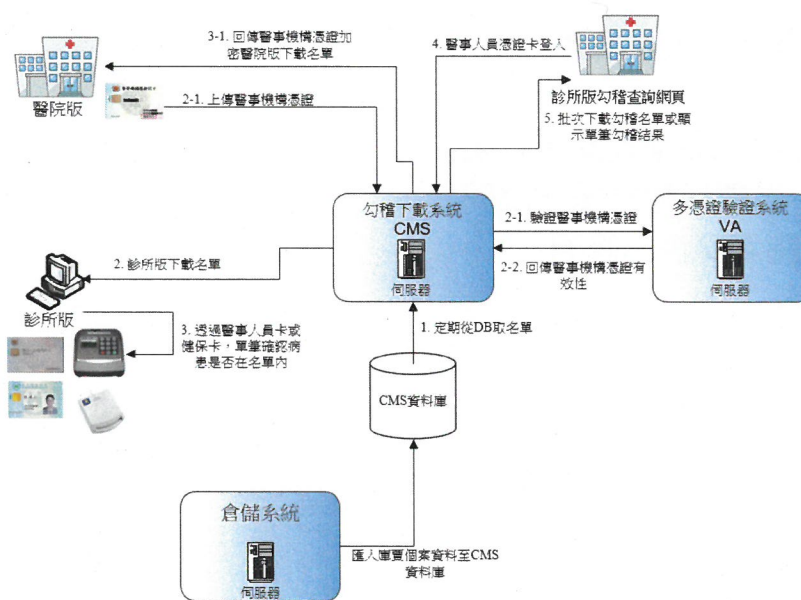 3-1. 回傳醫事機構憑證加
密醫院版下載名單
4. 醫事人員憑證卡登入
醫院版
2-1. 上傳醫事機構憑證
診所版勾稽查詢網頁
5. 批次下載勾稽名單或顯
示單筆勾稽結果
勾稽下載系統
CMS
伺服器
2-1. 驗證醫事機構憑證
2-2. 回傳醫事機構憑證有
效性
多憑證驗證系統
VA
伺服器
2. 診所版下載名單
診所版
3. 透過醫事人員卡或
健保卡，單筆確認病
患是否在名單內
1. 定期從DB取名單
CMS資料庫
倉儲系統
伺服器
匯入庫賈個案資料至CMS
資料庫